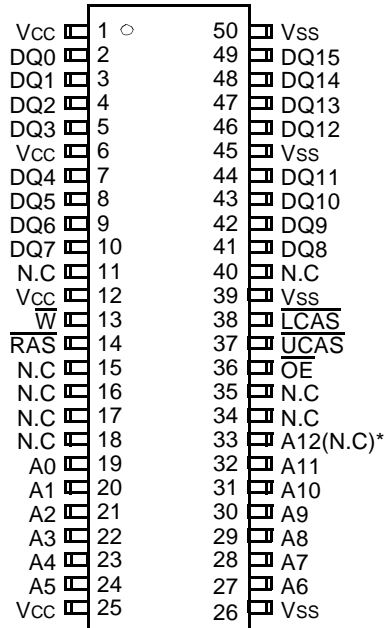 VCC 1 50 VSS
DQ0 2 49 DQ15
DQ1 3 48 DQ14
DQ2 4 47 DQ13
DQ3 5 46 DQ12
VCC 6 45 VSS
DQ4 7 44 DQ11
DQ5 8 43 DQ10
DQ6 9 42 DQ9
DQ7 10 41 DQ8
N.C 11 40 N.C
VCC 12 39 VSS
W̅ 13 38 L̅C̅A̅S̅
R̅A̅S̅ 14 37 U̅C̅A̅S̅
N.C 15 36 O̅E̅
N.C 16 35 N.C
N.C 17 34 N.C
N.C 18 33 A12(N.C)*
A0 19 32 A11
A1 20 31 A10
A2 21 30 A9
A3 22 29 A8
A4 23 28 A7
A5 24 27 A6
VCC 25 26 VSS